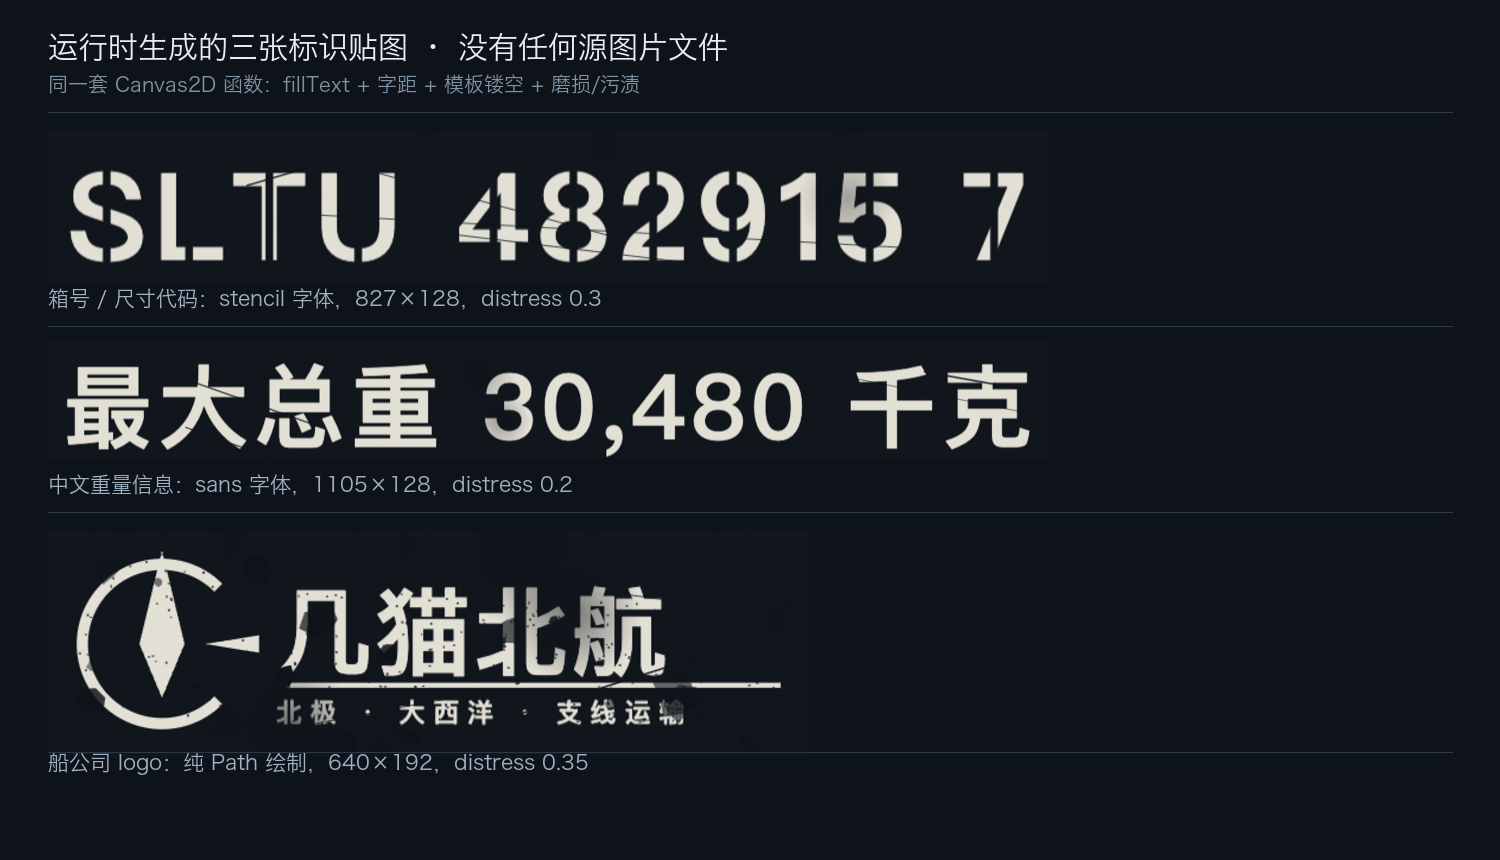 运行时生成的三张标识贴图 · 没有任何源图片文件
同一套 Canvas2D 函数：fillText + 字距 + 模板镂空 + 磨损/污渍
SLTU 482915 7
箱号 / 尺寸代码：stencil 字体，827×128，distress 0.3
最大总重 30,480 千克
中文重量信息：sans 字体，1105×128，distress 0.2
几猫北航
北极 · 大西洋 · 支线运输
船公司 logo：纯 Path 绘制，640×192，distress 0.35